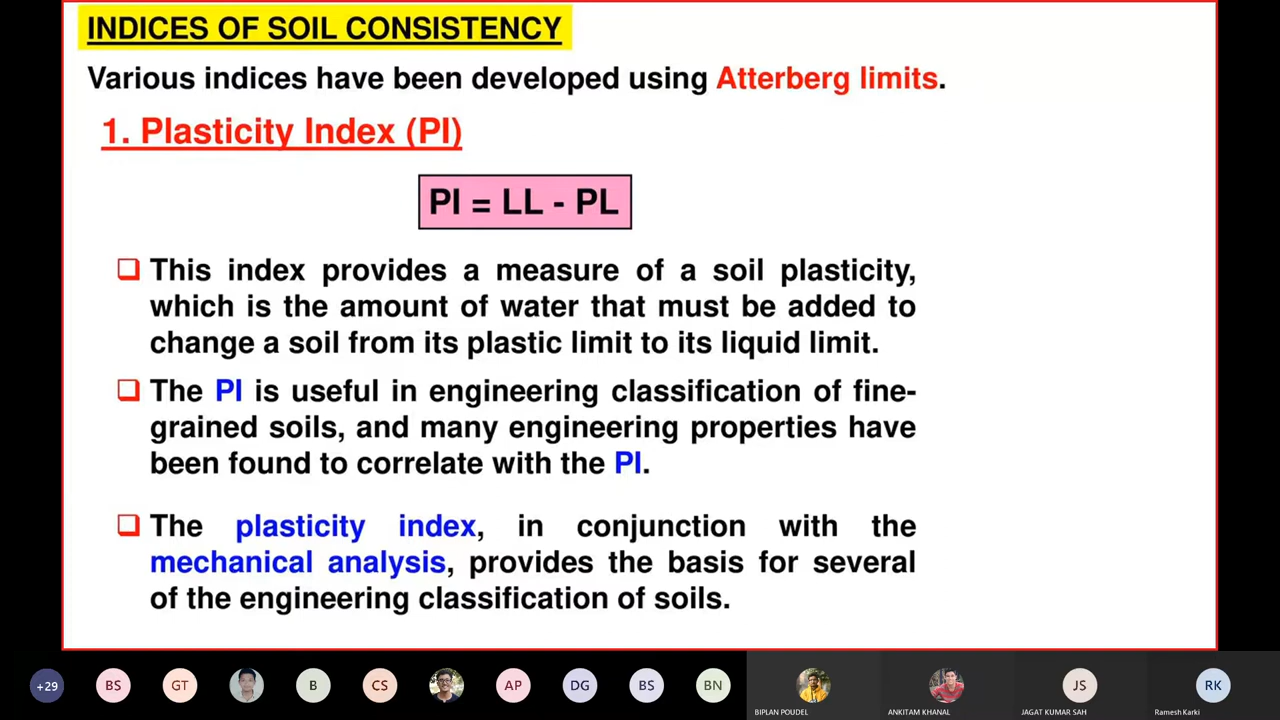 INDICES OF SOIL CONSISTENCY
Various indices have been developed using Atterberg limits.
1. Plasticity Index (PI)
PI = LL - PL
This index provides a measure of a soil plasticity,
which is the amount of water that must be added to
change a soil from its plastic limit to its liquid limit.
The PI is useful in engineering classification of fine-
grained soils, and many engineering properties have
been found to correlate with the PI.
The plasticity index, in conjunction with the
mechanical analysis, provides the basis for several
of the engineering classification of soils.
+29 BS GT B CS AP DG BS BN JS RK
BIPLAN POUDEL ANKITAM KHANAL JAGAT KUMAR SAH Ramesh Karki